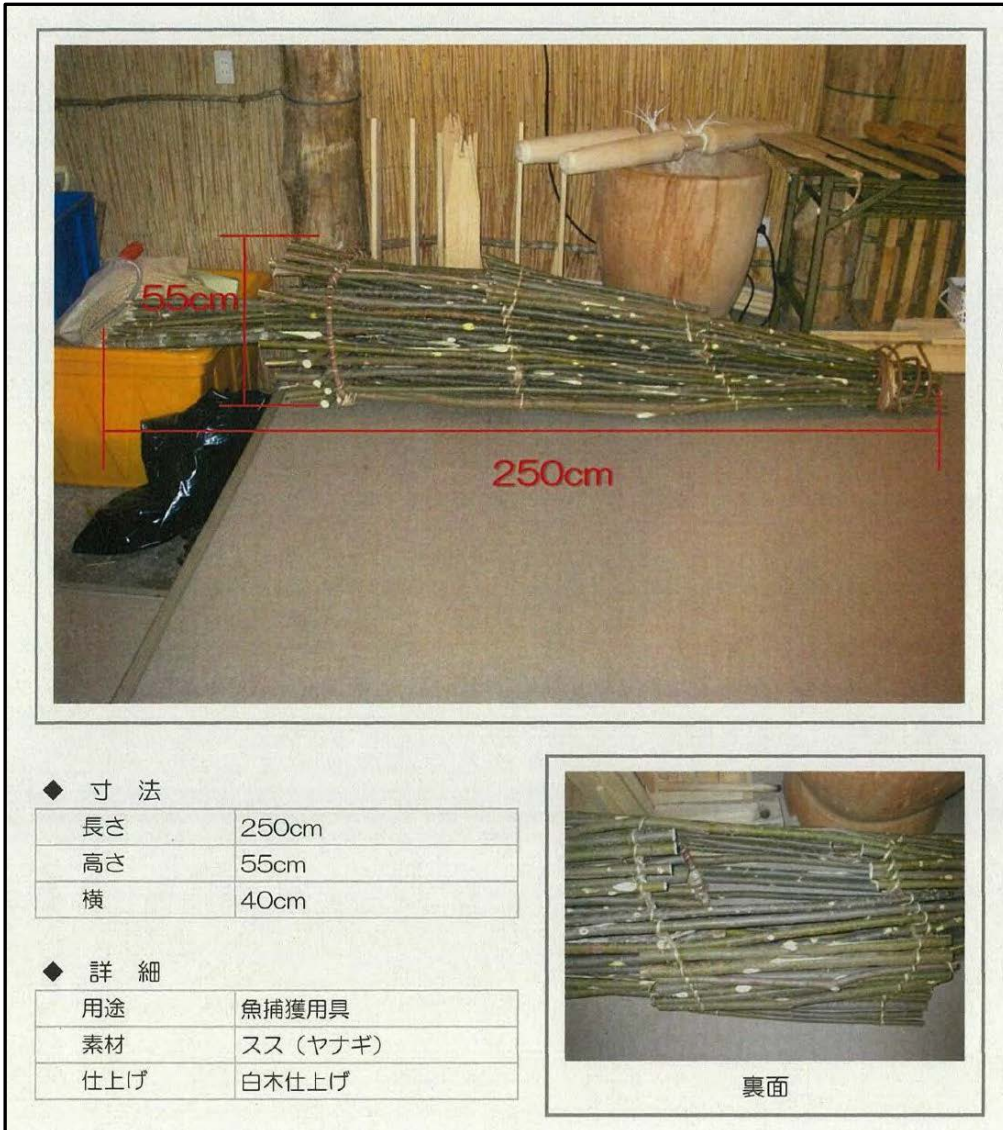 55cm
250cm
◆ 寸 法
長さ 250cm
高さ 55cm
横 40cm
◆ 詳 細
用途 魚捕獲用具
素材 スス（ヤナギ）
仕上げ 白木仕上げ
裏面